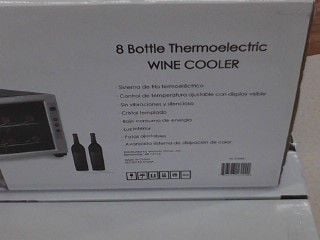 8 Bottle Thermoelectric
WINE COOLER
Sistema de frío termoeléctrico
- Control de temperatura ajustable con display visible
- Sin vibraciones y silencioso
- Cristal templado
- Bajo consumo de energía
- Luz interior
- Patas ajustables
- Avanzado sistema de disipación de calor